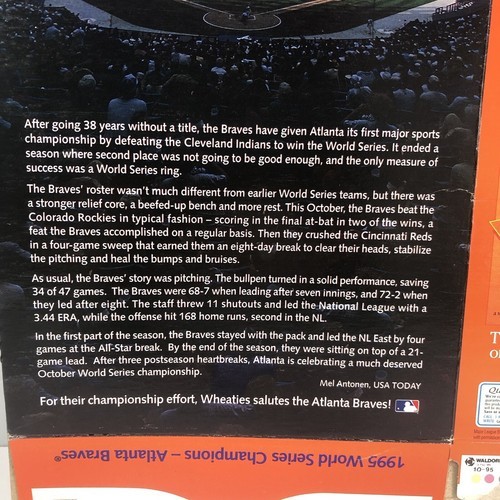 After going 38 years without a title, the Braves have given Atlanta its first major sports
championship by defeating the Cleveland Indians to win the World Series. It ended a
season where second place was not going to be good enough, and the only measure of
success was a World Series ring.
The Braves' roster wasn't much different from earlier World Series teams, but there was
a stronger relief core, a beefed-up bench and more rest. This October, the Braves beat the
Colorado Rockies in typical fashion – scoring in the final at-bat in two of the wins, a
feat the Braves accomplished on a regular basis. Then they crushed the Cincinnati Reds
in a four-game sweep that earned them an eight-day break to clear their heads, stabilize
the pitching and heal the bumps and bruises.
As usual, the Braves' story was pitching. The bullpen turned in a solid performance, saving
34 of 47 games. The Braves were 68-7 when leading after seven innings, and 72-2 when
they led after eight. The staff threw 11 shutouts and led the National League with a
3.44 ERA, while the offense hit 168 home runs, second in the NL.
In the first part of the season, the Braves stayed with the pack and led the NL East by four
games at the All-Star break. By the end of the season, they were sitting on top of a 21-
game lead. After three postseason heartbreaks, Atlanta is celebrating a much deserved
October World Series championship.
Mel Antonen, USA TODAY
For their championship effort, Wheaties salutes the Atlanta Braves!
1995 World Series Champions – Atlanta Braves®
WALDOR
10-95